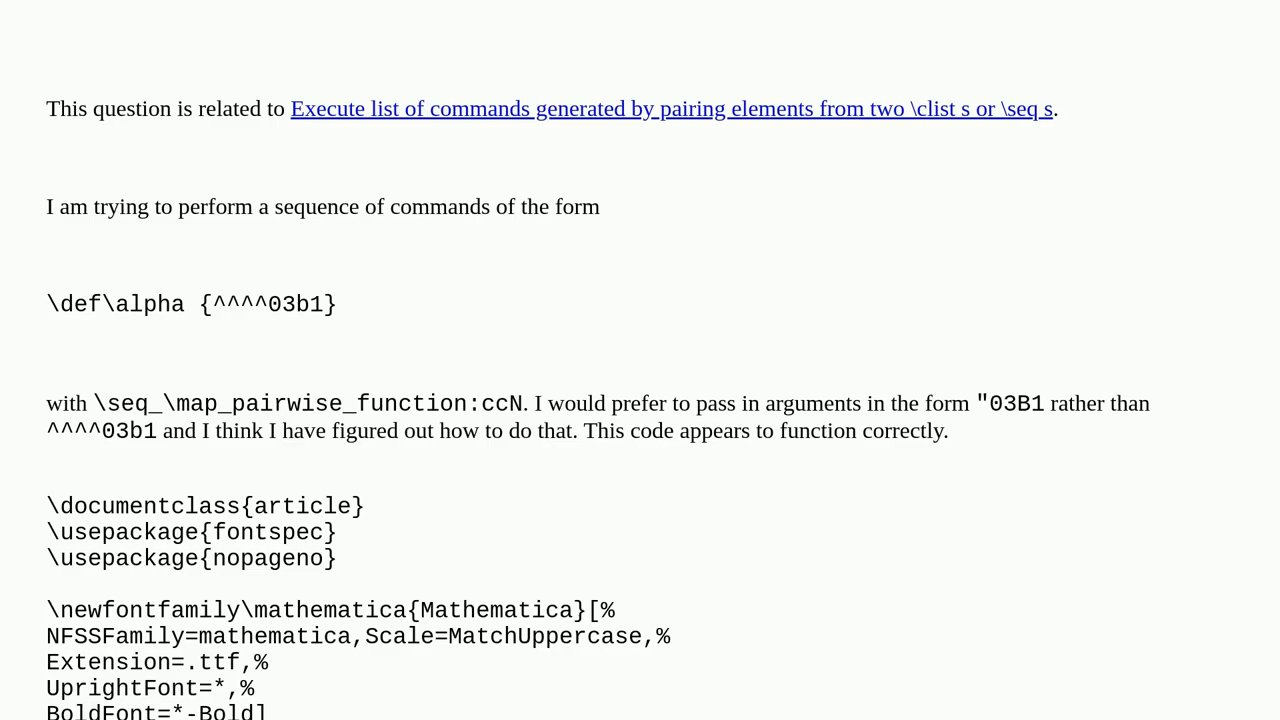 This question is related to Execute list of commands generated by pairing elements from two \clist s or \seq s.
I am trying to perform a sequence of commands of the form
\def\alpha {^^^^03b1}
with \seq_\map_pairwise_function:ccN. I would prefer to pass in arguments in the form "03B1 rather than
^^^^03b1 and I think I have figured out how to do that. This code appears to function correctly.
\documentclass{article}
\usepackage{fontspec}
\usepackage{nopageno}
\newfontfamily\mathematica{Mathematica}[%
NFSSFamily=mathematica,Scale=MatchUppercase,%
Extension=.ttf,%
UprightFont=*,%
BoldFont=*-Bold]